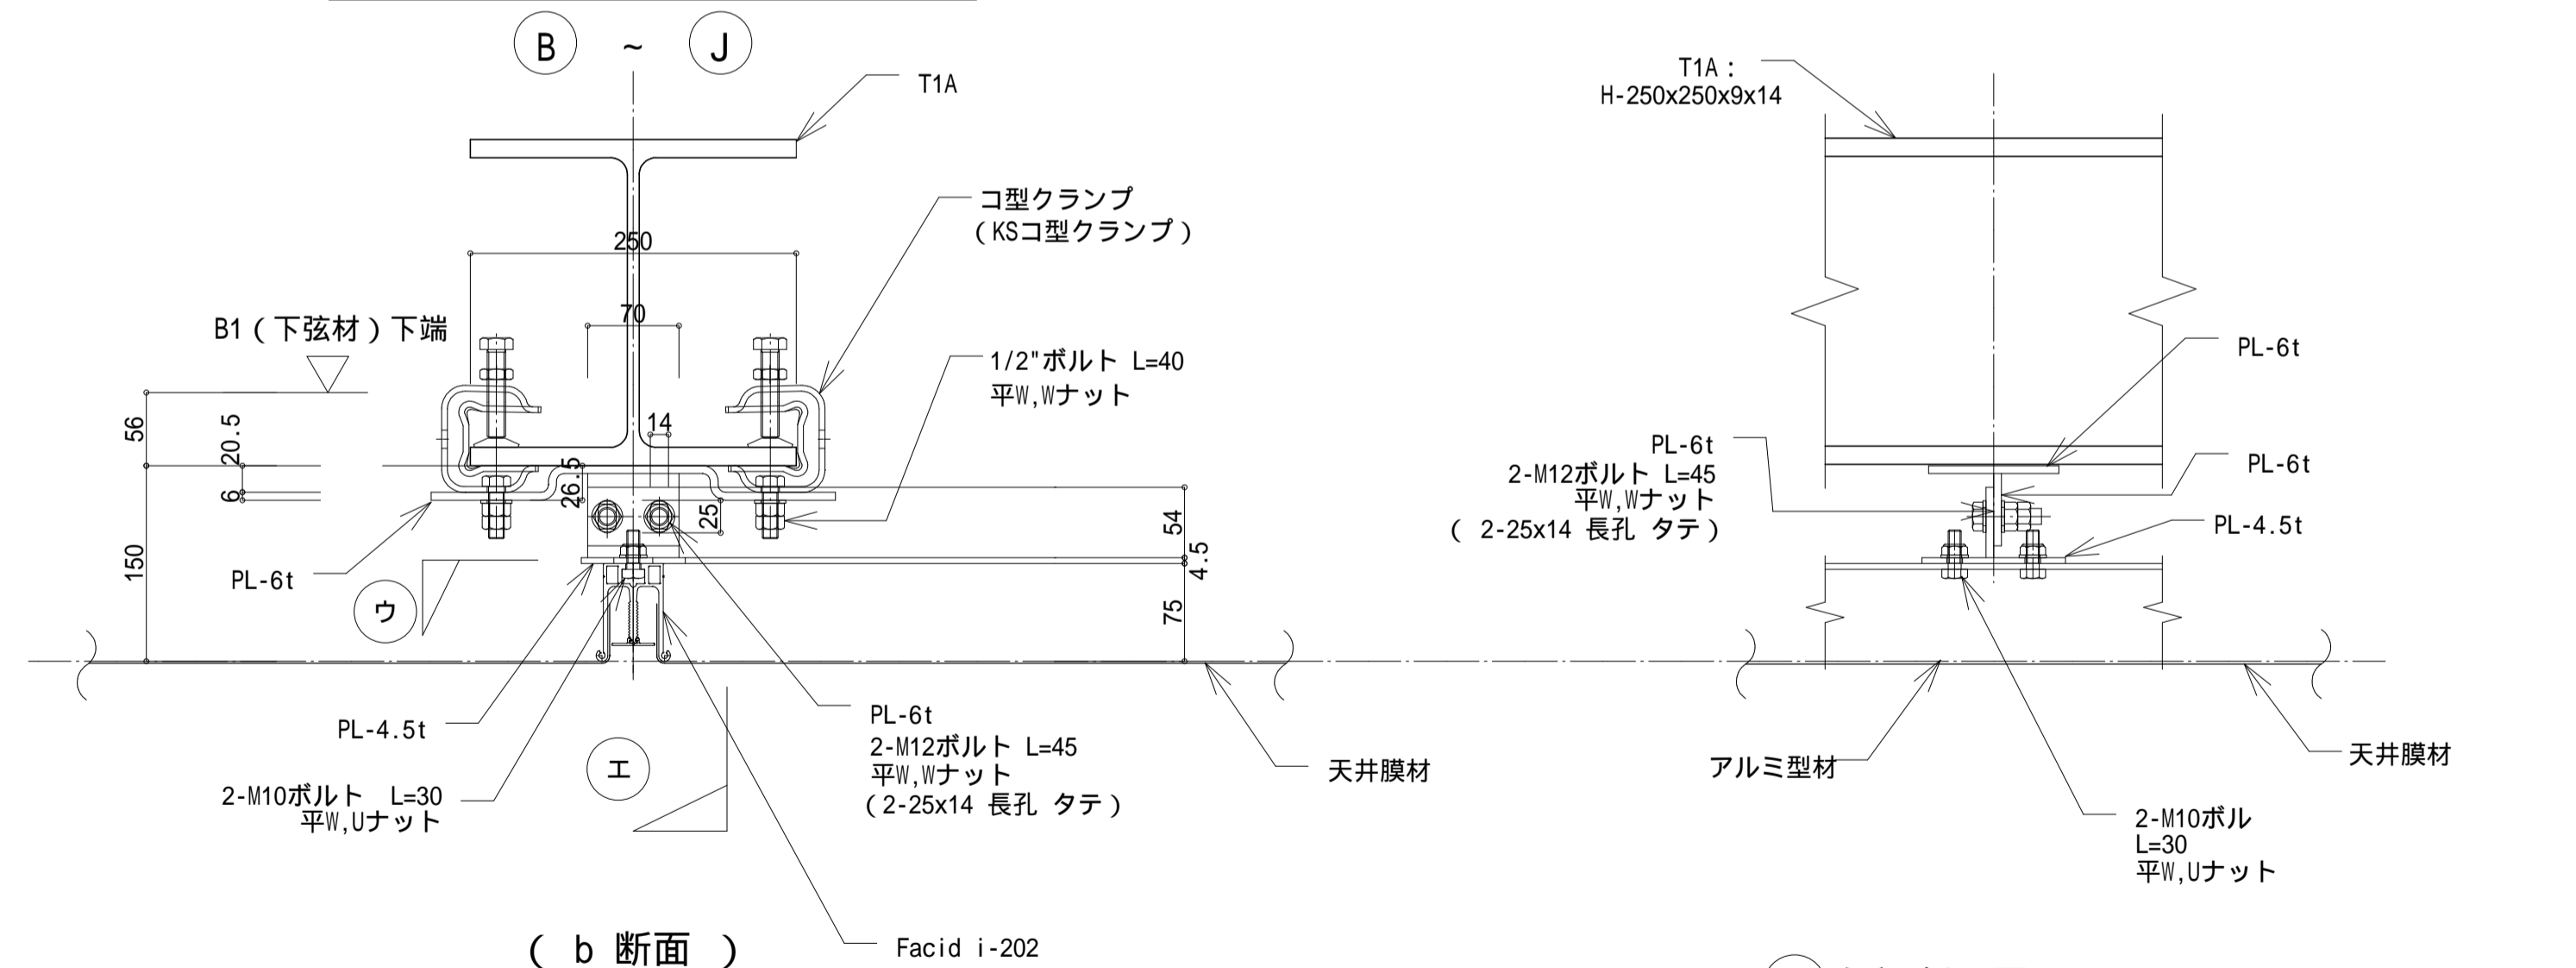 B ~ J
T1A
コ型クランプ
(KSコ型クランプ)
250
70
B1(下弦材)下端
1/2"ボルト L=40
平W,Wナット
14
56
20.5
6
26.5
25
54
4.5
150
75
PL-6t
ウ
PL-4.5t
エ
2-M10ボルト L=30
平W,Uナット
PL-6t
2-M12ボルト L=45
平W,Wナット
(2-25x14 長孔 タテ)
天井膜材
Facid i-202
( b 断面 )
T1A:
H-250x250x9x14
PL-6t
PL-6t
2-M12ボルト L=45
平W,Wナット
( 2-25x14 長孔 タテ)
PL-6t
PL-4.5t
アルミ型材
天井膜材
2-M10ボル
L=30
平W,Uナット